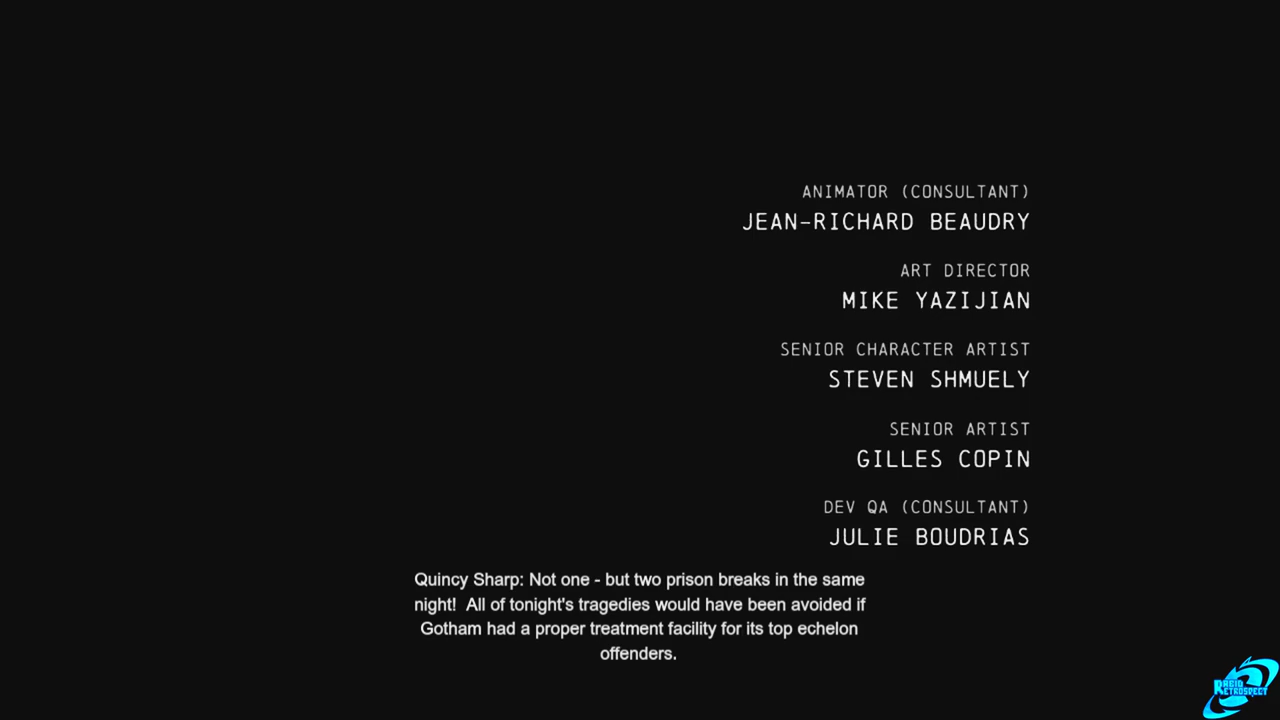 ANIMATOR (CONSULTANT)
JEAN-RICHARD BEAUDRY
ART DIRECTOR
MIKE YAZIJIAN
SENIOR CHARACTER ARTIST
STEVEN SHMUELY
SENIOR ARTIST
GILLES COPIN
DEV QA (CONSULTANT)
JULIE BOUDRIAS
Quincy Sharp: Not one - but two prison breaks in the same
night!  All of tonight's tragedies would have been avoided if
Gotham had a proper treatment facility for its top echelon
offenders.
RABID
RETROSPECT